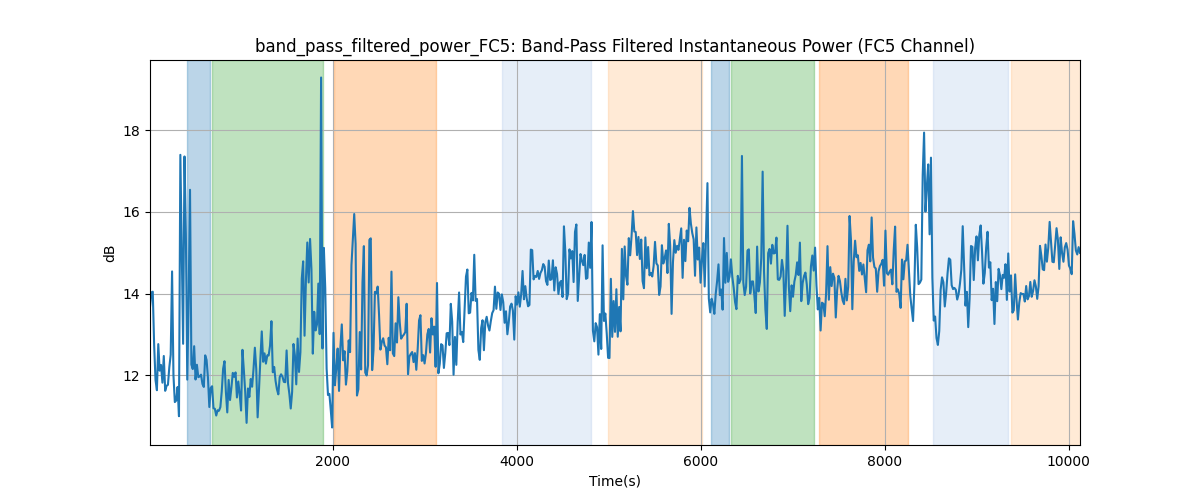 band_pass_filtered_power_FC5: Band-Pass Filtered Instantaneous Power (FC5 Channel)
18
16
14
12
dB
2000 4000 6000 8000 10000
Time(s)